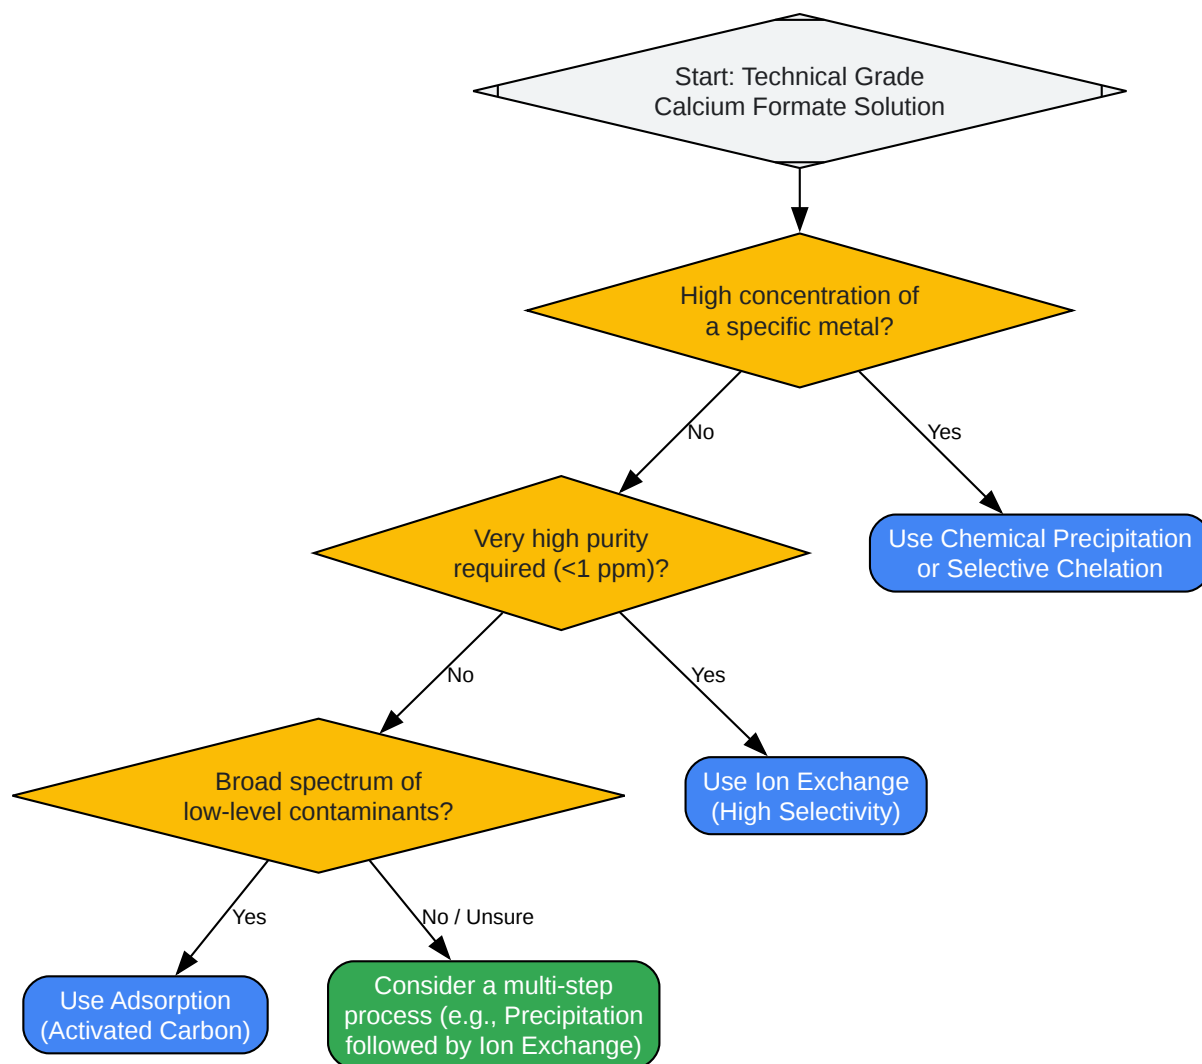 Start: Technical Grade
Calcium Formate Solution
High concentration of
a specific metal?
No
Yes
Very high purity
required (<1 ppm)?
Use Chemical Precipitation
or Selective Chelation
No
Yes
Broad spectrum of
low-level contaminants?
Use Ion Exchange
(High Selectivity)
Yes
No / Unsure
Use Adsorption
(Activated Carbon)
Consider a multi-step
process (e.g., Precipitation
followed by Ion Exchange)